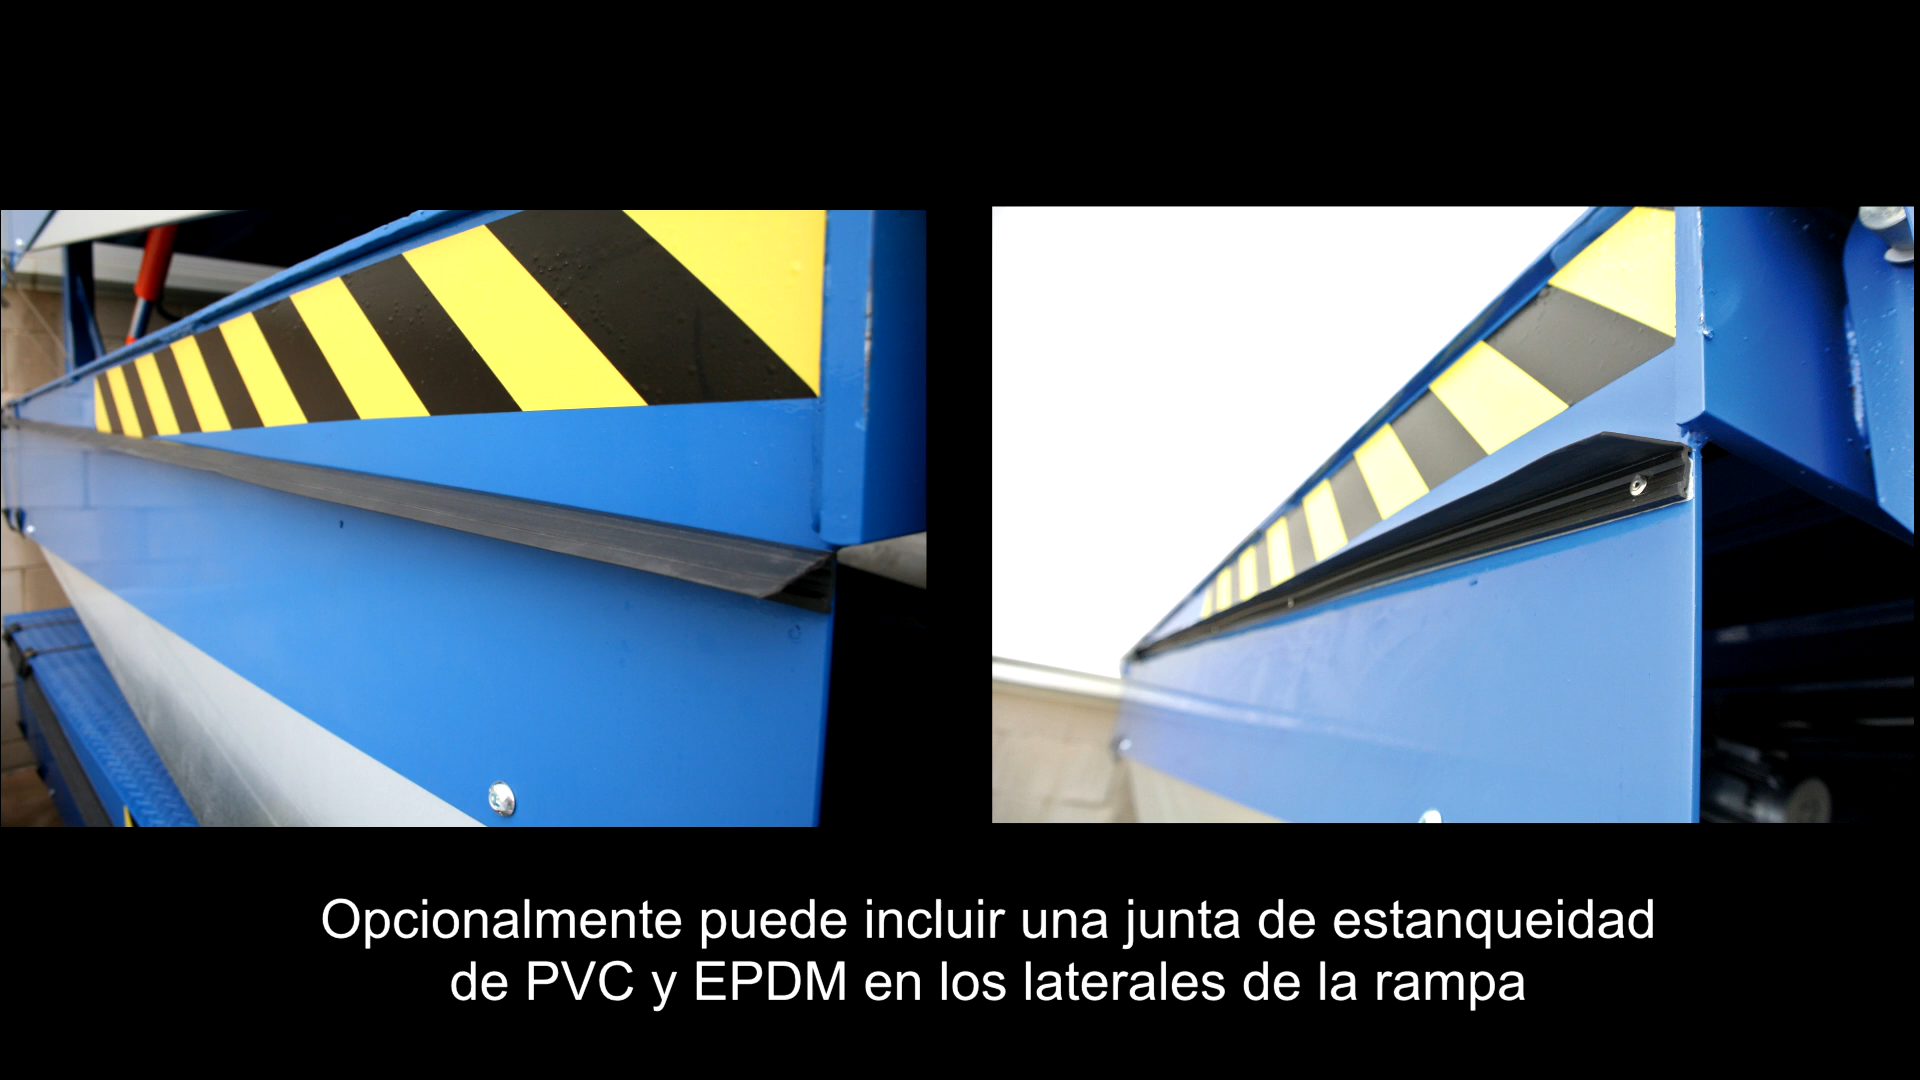 Opcionalmente puede incluir una junta de estanqueidad
de PVC y EPDM en los laterales de la rampa